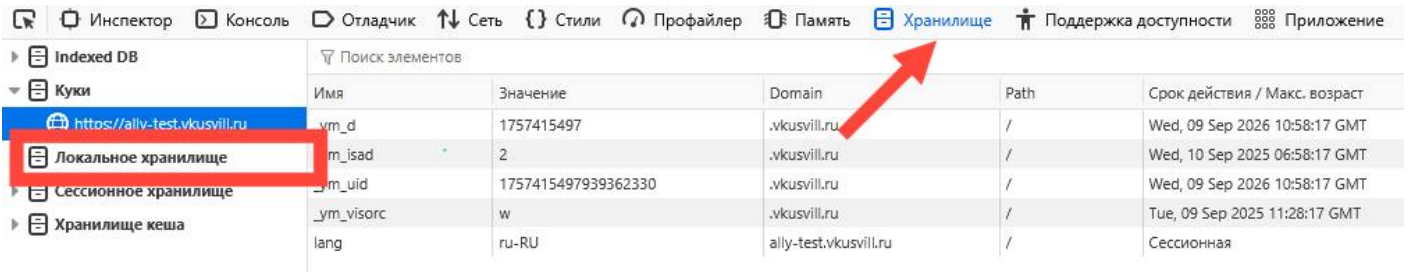 Инспектор Консоль Отладчик Сеть Стили Профайлер Память Хранилище Поддержка доступности Приложение
Indexed DB
Куки
https://ally-test.vkusvill.ru
Локальное хранилище
Сессионное хранилище
Хранилище кеша
Поиск элементов
Имя Значение Domain Path Срок действия / Макс. возраст
_ym_d 1757415497 .vkusvill.ru / Wed, 09 Sep 2026 10:58:17 GMT
m_isad 2 .vkusvill.ru / Wed, 10 Sep 2025 06:58:17 GMT
_ym_uid 1757415497939362330 .vkusvill.ru / Wed, 09 Sep 2026 10:58:17 GMT
_ym_visorc w .vkusvill.ru / Tue, 09 Sep 2025 11:28:17 GMT
lang ru-RU ally-test.vkusvill.ru / Сессионная